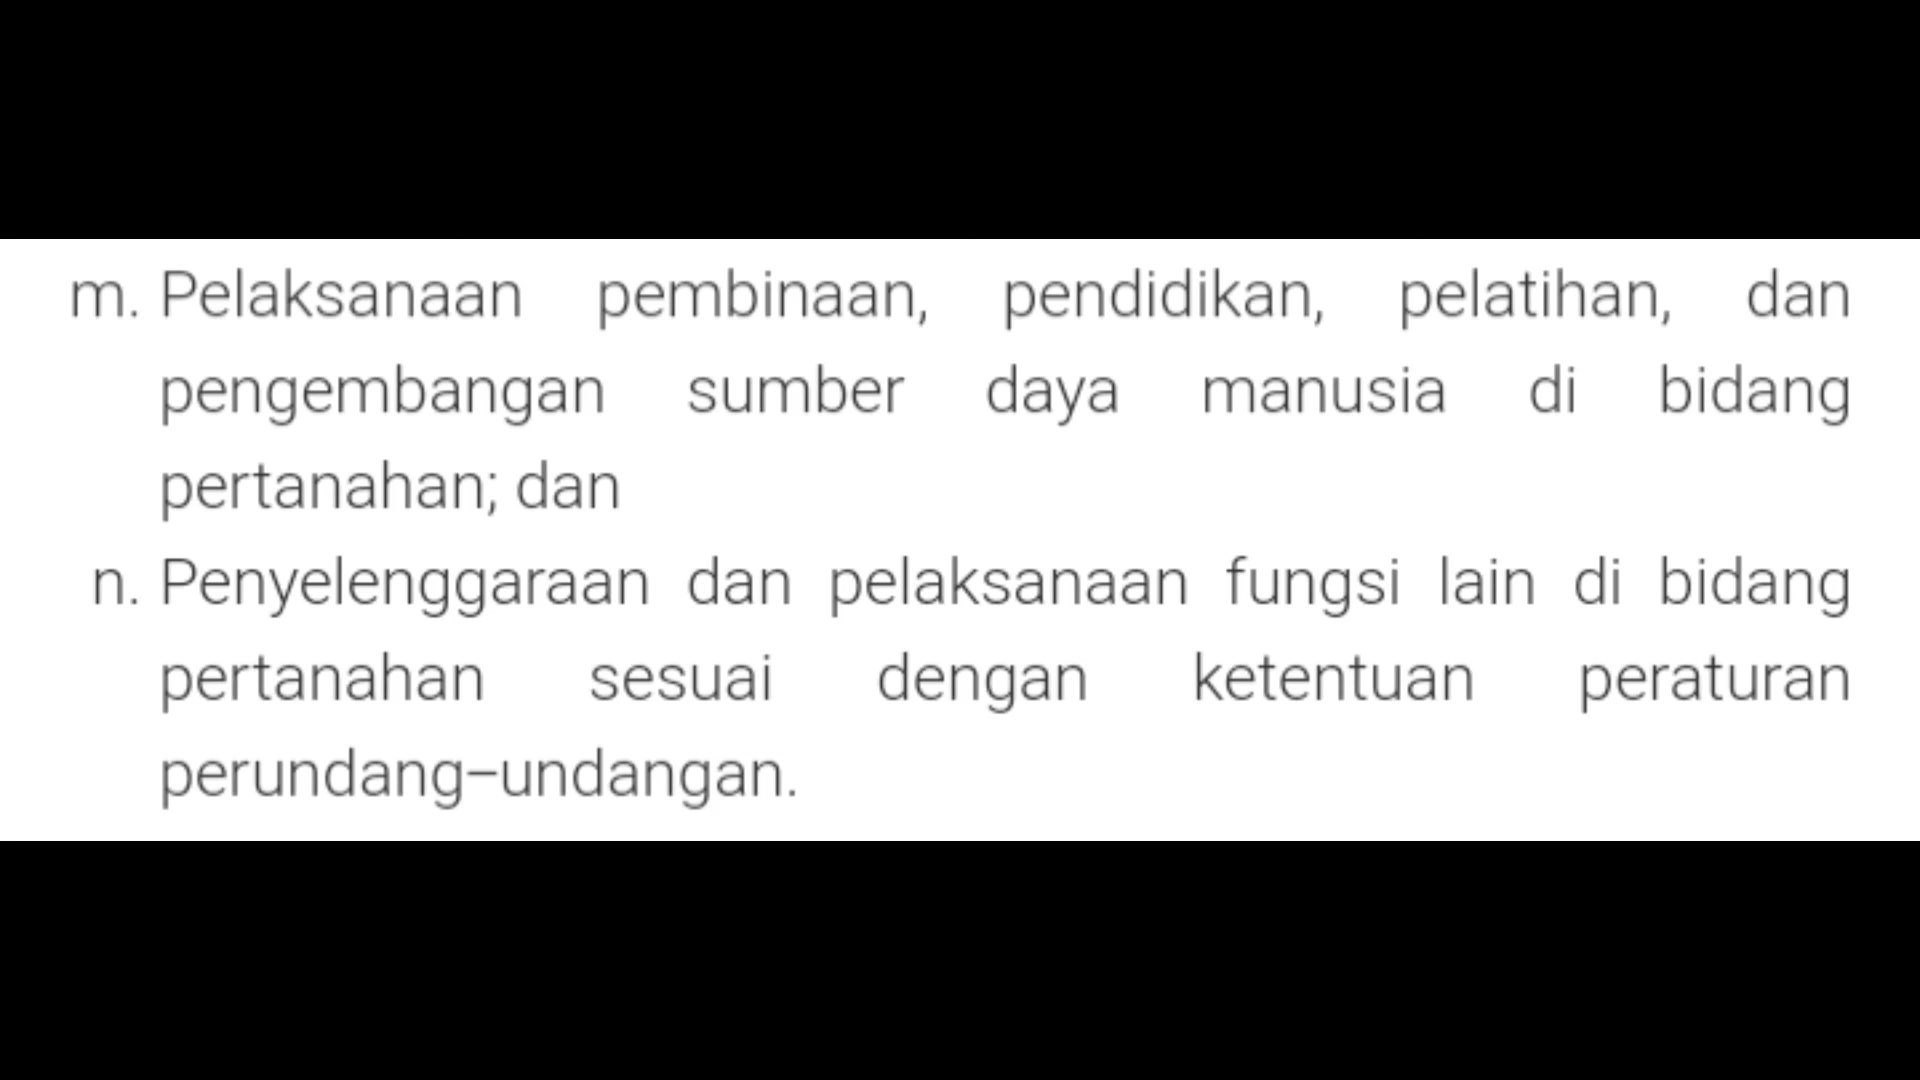 m. Pelaksanaan pembinaan, pendidikan, pelatihan, dan
pengembangan sumber daya manusia di bidang
pertanahan; dan
n. Penyelenggaraan dan pelaksanaan fungsi lain di bidang
pertanahan sesuai dengan ketentuan peraturan
perundang–undangan.